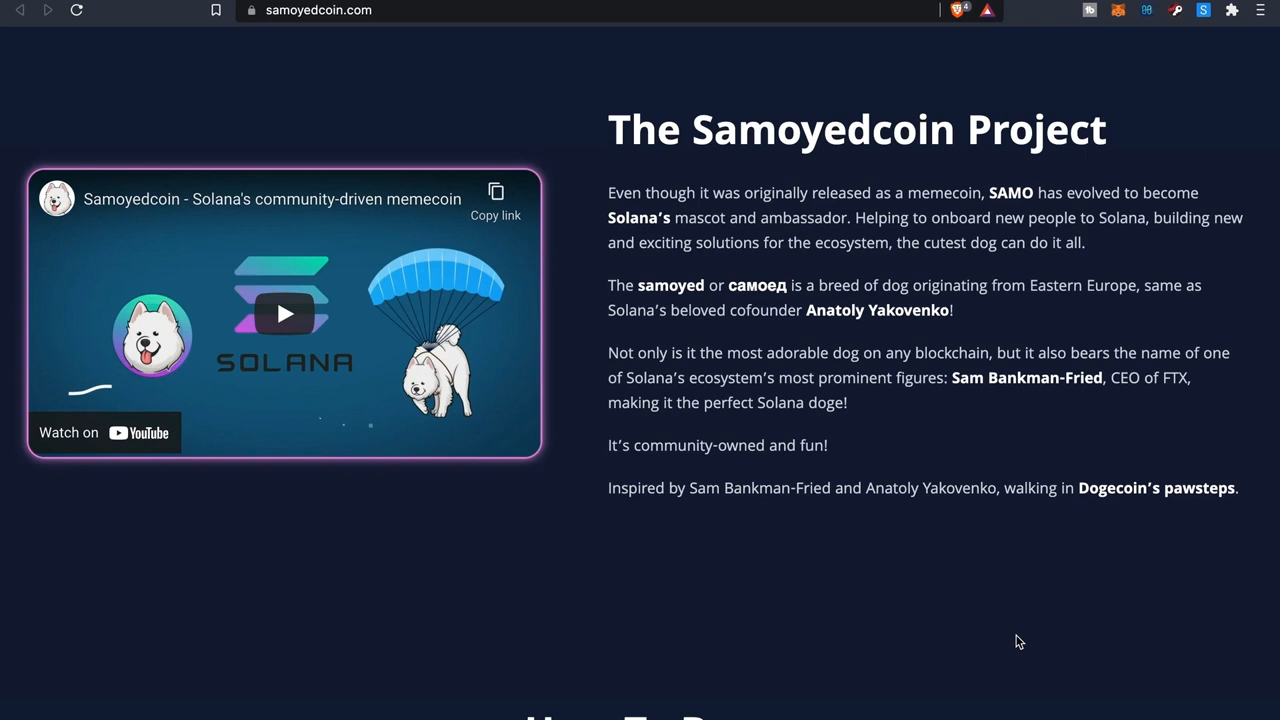 samoyedcoin.com
4
tb
S
The Samoyedcoin Project
Samoyedcoin - Solana's community-driven memecoin
Copy link
SOLANA
Watch on YouTube
Even though it was originally released as a memecoin, SAMO has evolved to become
Solana's mascot and ambassador. Helping to onboard new people to Solana, building new
and exciting solutions for the ecosystem, the cutest dog can do it all.
The samoyed or самоед is a breed of dog originating from Eastern Europe, same as
Solana's beloved cofounder Anatoly Yakovenko!
Not only is it the most adorable dog on any blockchain, but it also bears the name of one
of Solana's ecosystem's most prominent figures: Sam Bankman-Fried, CEO of FTX,
making it the perfect Solana doge!
It's community-owned and fun!
Inspired by Sam Bankman-Fried and Anatoly Yakovenko, walking in Dogecoin's pawsteps.